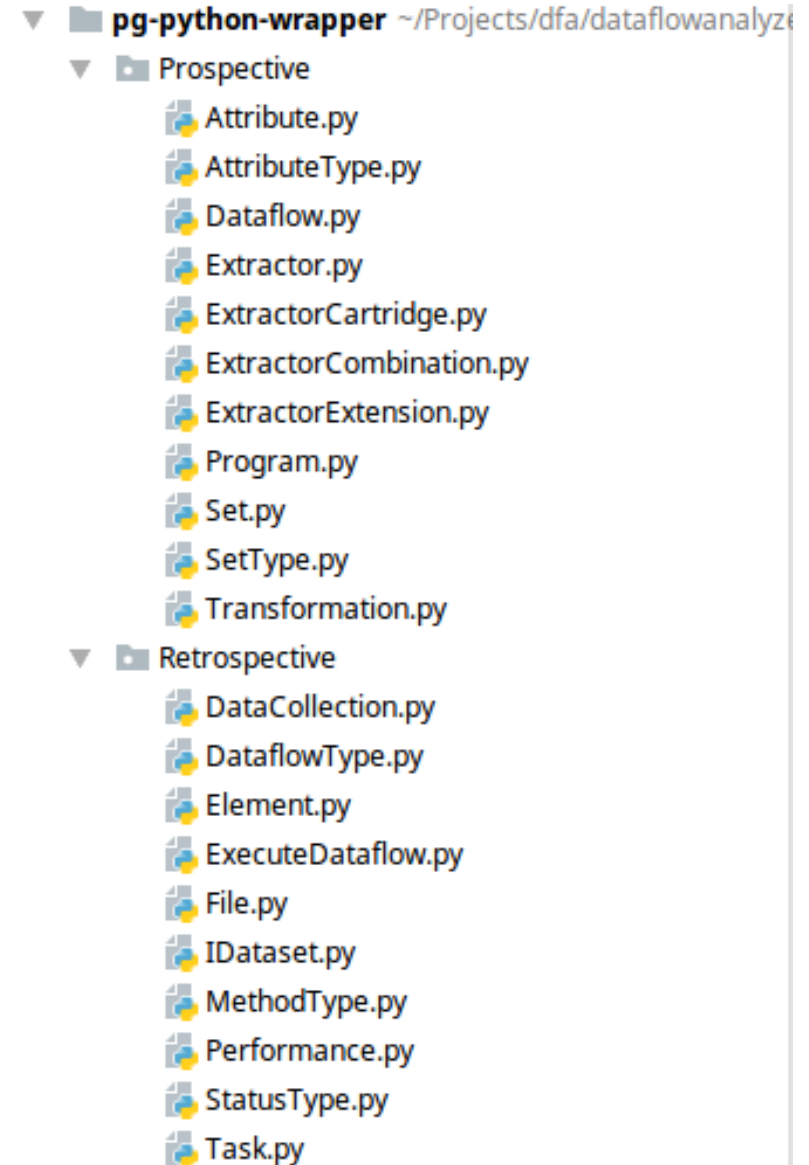 pg-python-wrapper ~/Projects/dfa/dataflowanalyze
Prospective
Attribute.py
AttributeType.py
Dataflow.py
Extractor.py
ExtractorCartridge.py
ExtractorCombination.py
ExtractorExtension.py
Program.py
Set.py
SetType.py
Transformation.py
Retrospective
DataCollection.py
DataflowType.py
Element.py
ExecuteDataflow.py
File.py
IDataset.py
MethodType.py
Performance.py
StatusType.py
Task.py